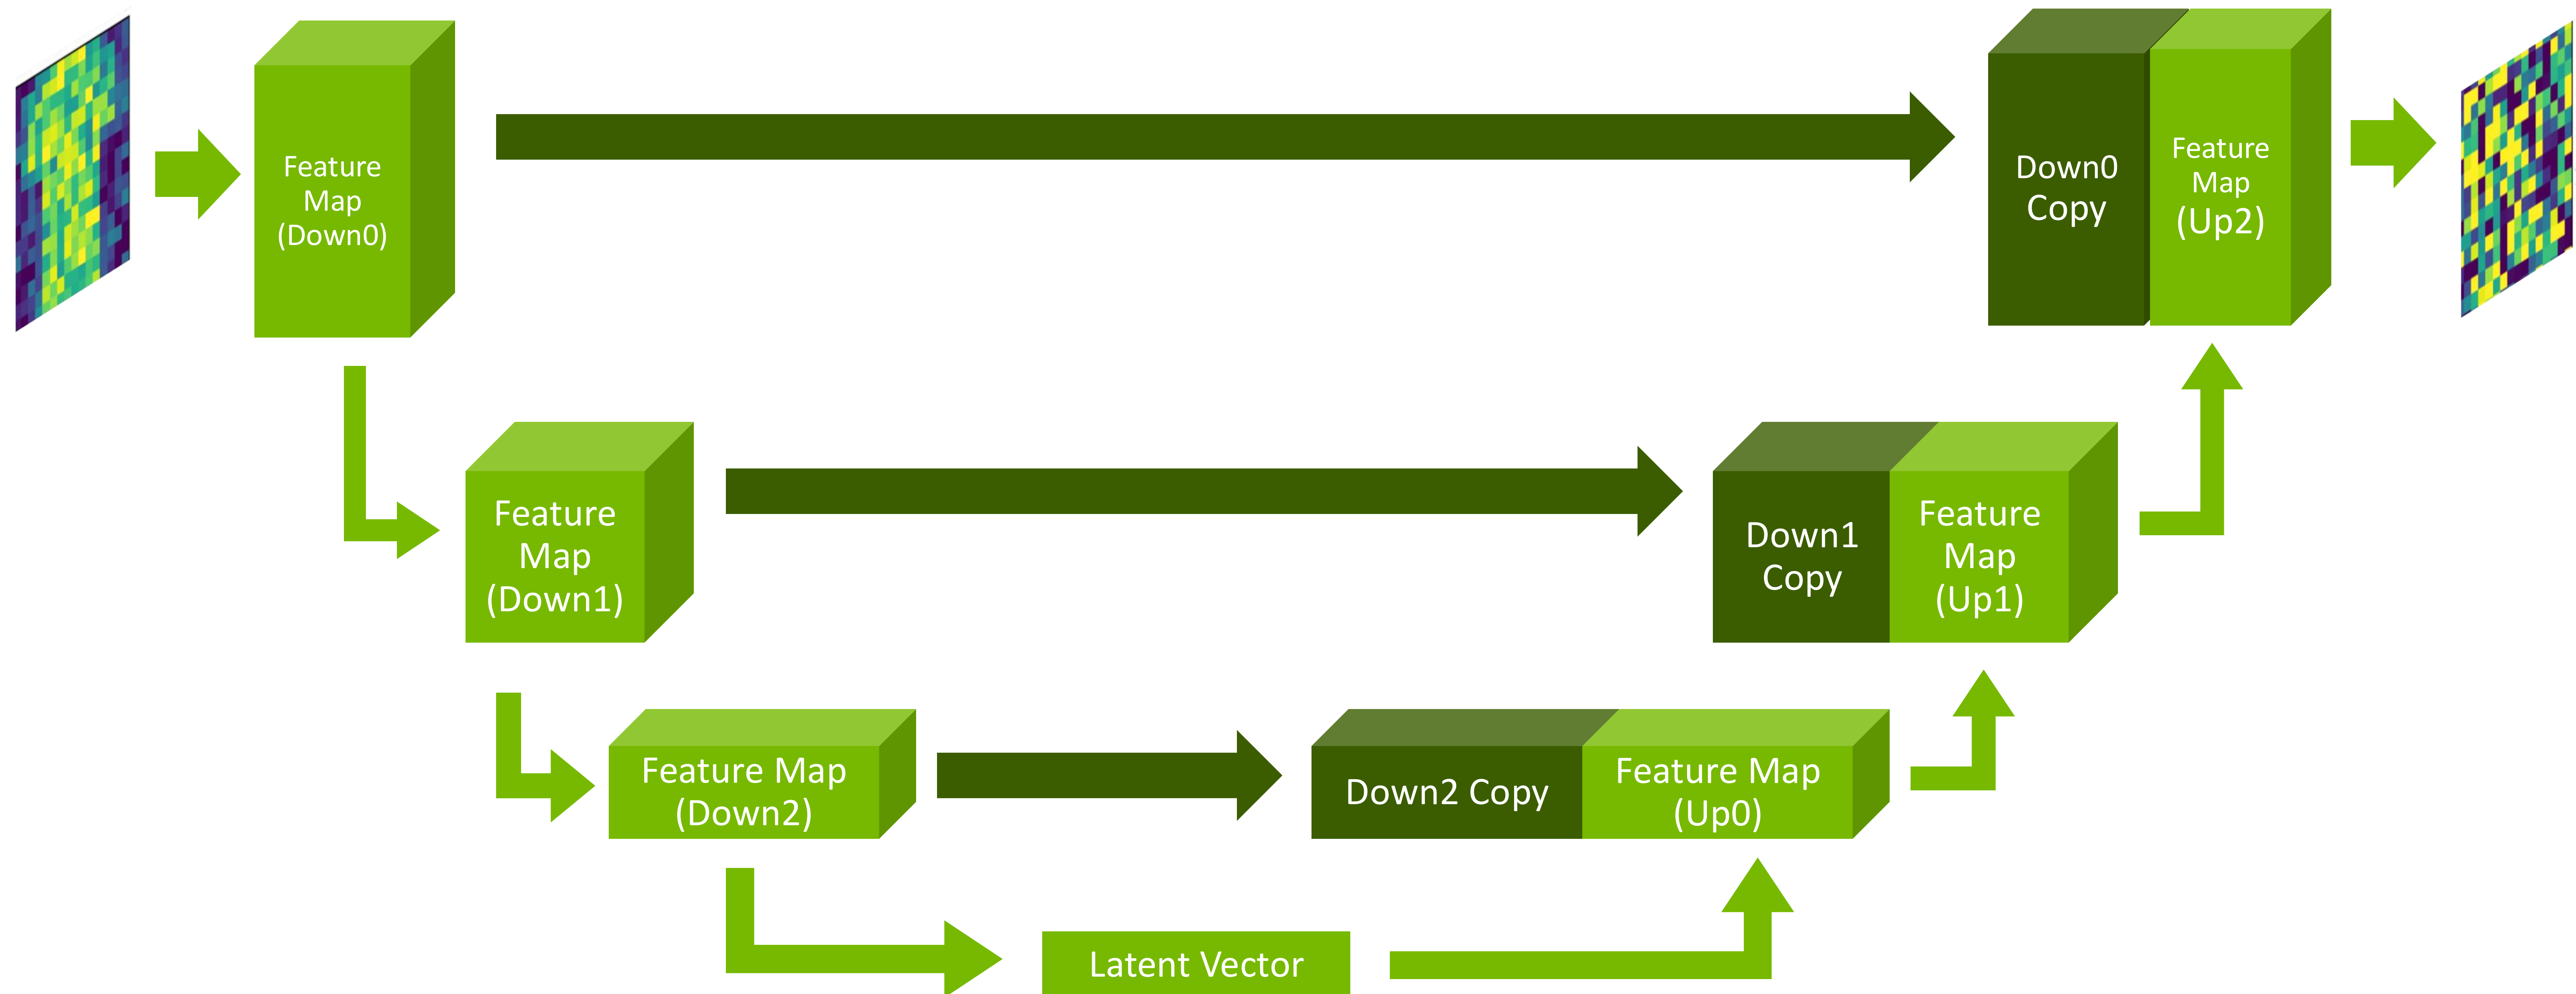 Feature
Map
(Down0)
Down0
Copy
Feature
Map
(Up2)
Feature
Map
(Down1)
Down1
Copy
Feature
Map
(Up1)
Feature Map
(Down2)
Down2 Copy
Feature Map
(Up0)
Latent Vector